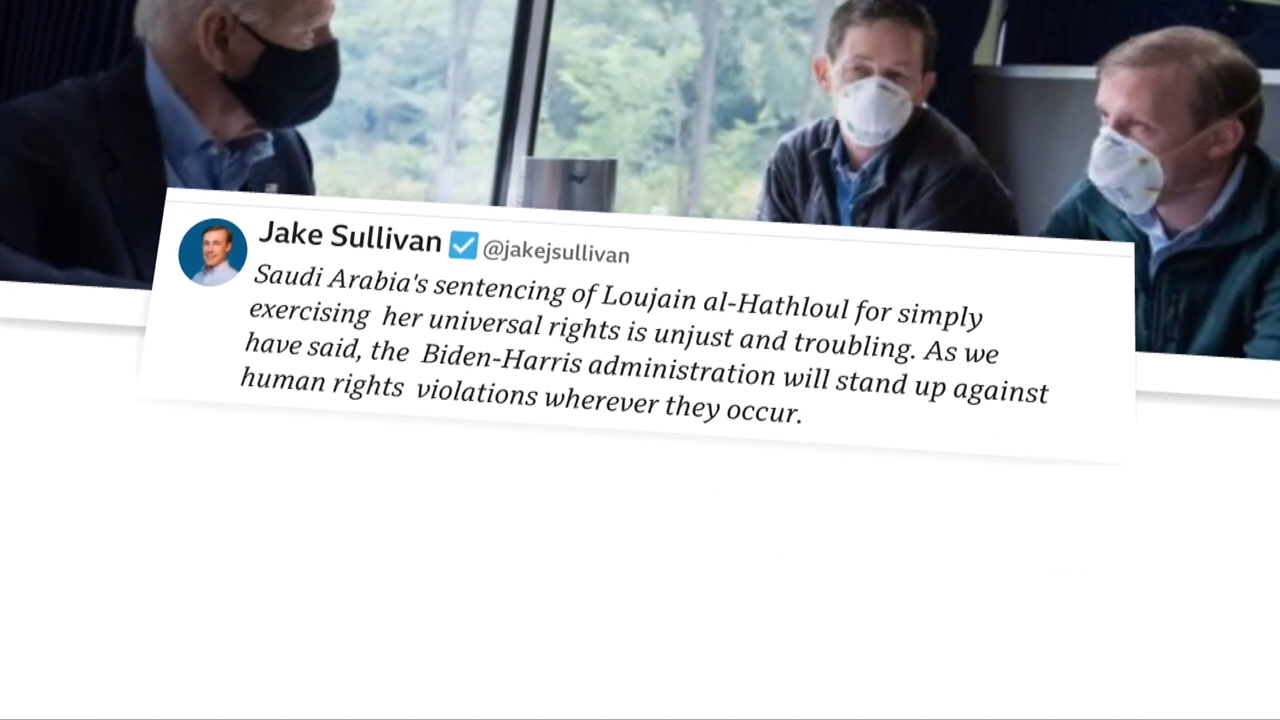 Jake Sullivan @jakejsullivan
Saudi Arabia's sentencing of Loujain al-Hathloul for simply
exercising her universal rights is unjust and troubling. As we
have said, the Biden-Harris administration will stand up against
human rights violations wherever they occur.